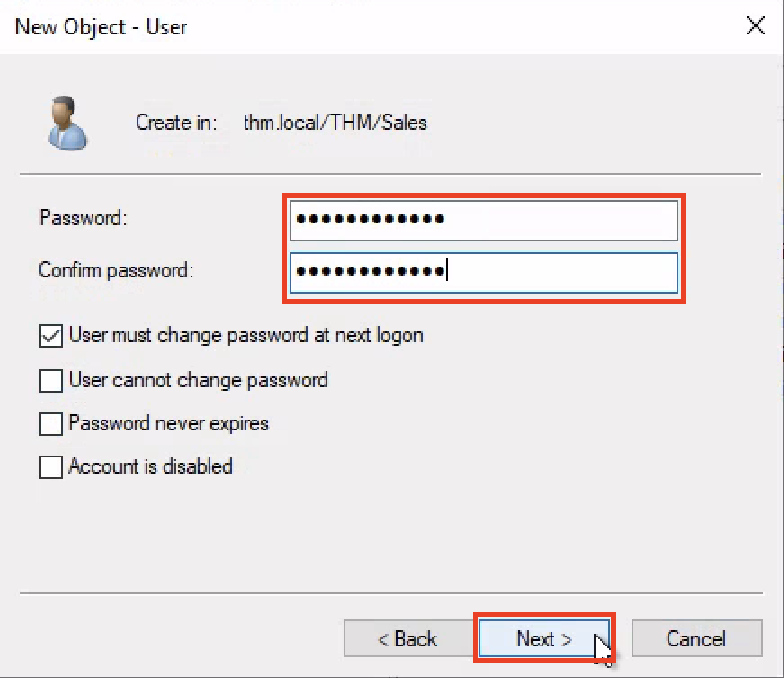 New Object - User
Create in: thm.local/THM/Sales
Password: ●●●●●●●●●●●●
Confirm password: ●●●●●●●●●●●●
User must change password at next logon
User cannot change password
Password never expires
Account is disabled
< Back Next > Cancel